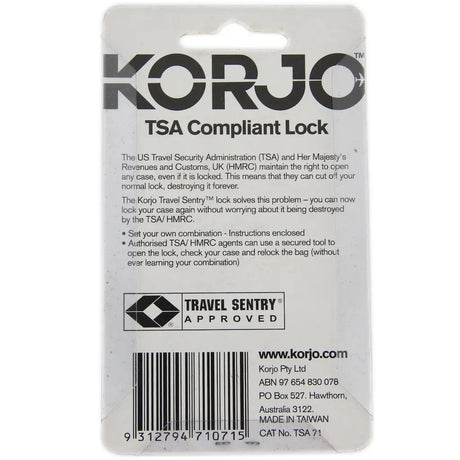 KORJO™
TSA Compliant Lock
The US Travel Security Administration (TSA) and Her Majesty's
Revenues and Customs, UK (HMRC) maintain the right to open
any case, even if it is locked. This means that they can cut off your
normal lock, destroying it forever.
The Korjo Travel Sentry™ lock solves this problem – you can now
lock your case again without worrying about it being destroyed
by the TSA/ HMRC.
• Set your own combination - Instructions enclosed
• Authorised TSA/ HMRC agents can use a secured tool to
open the lock, check your case and relock the bag (without
ever learning your combination)
TRAVEL SENTRY®
APPROVED
www.korjo.com
Korjo Pty Ltd
ABN 97 654 830 078
PO Box 527. Hawthorn,
Australia 3122.
MADE IN TAIWAN
CAT No. TSA 71
9 312794 710715